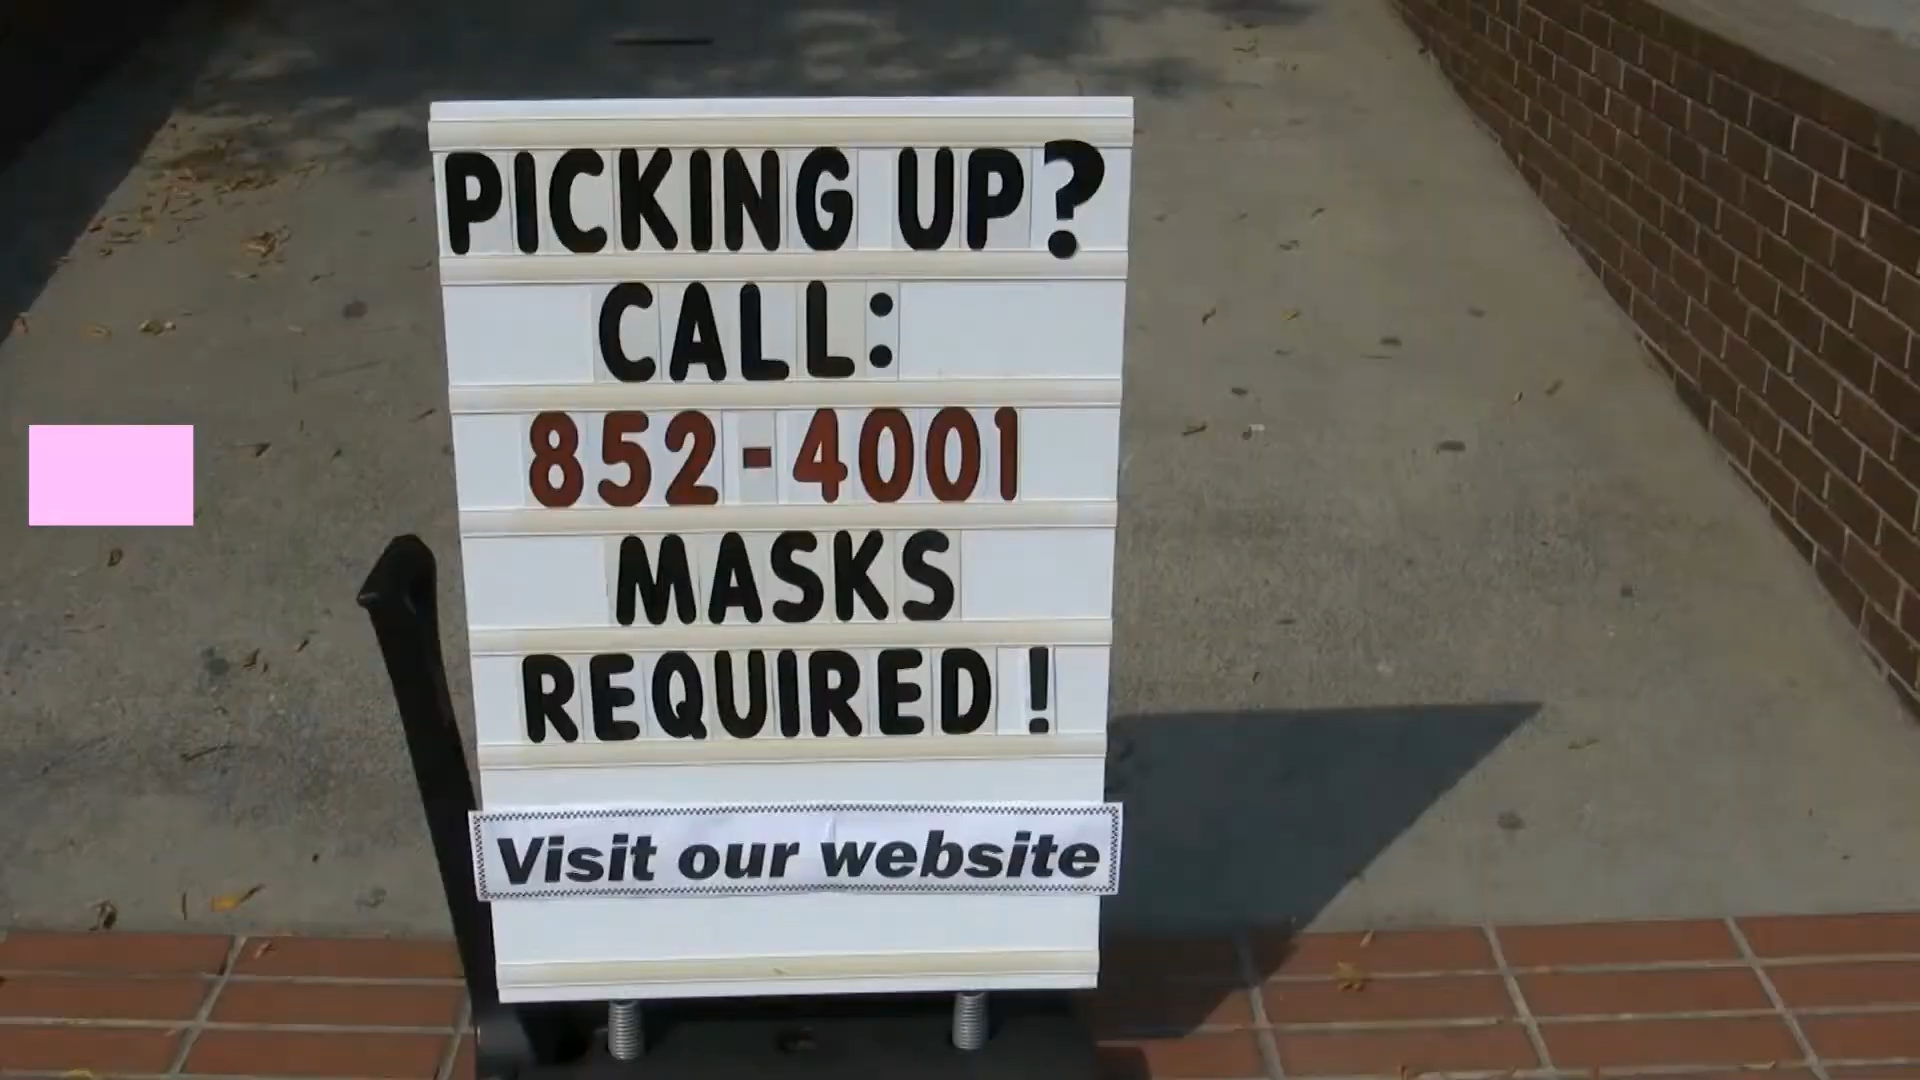 PICKING UP?
CALL:
852-4001
MASKS
REQUIRED!
Visit our website